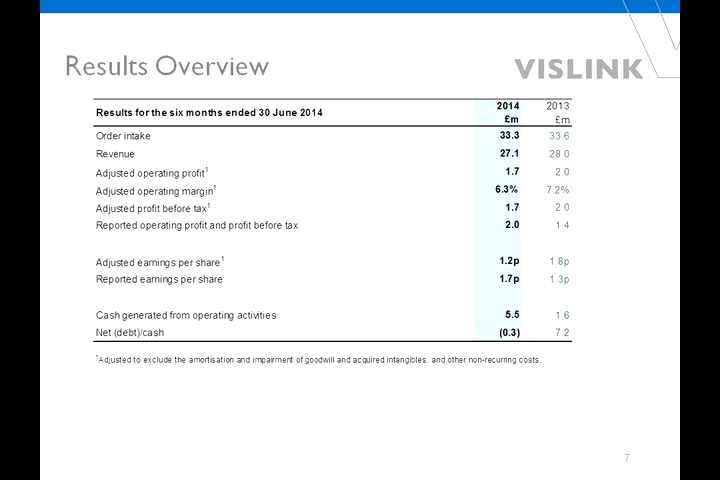 Results Overview
VISLINK
Results for the six months ended 30 June 2014 2014 £m 2013 £m
Order intake 33.3 33.6
Revenue 27.1 28.0
Adjusted operating profit¹ 1.7 2.0
Adjusted operating margin¹ 6.3% 7.2%
Adjusted profit before tax¹ 1.7 2.0
Reported operating profit and profit before tax 2.0 1.4
Adjusted earnings per share¹ 1.2p 1.8p
Reported earnings per share 1.7p 1.3p
Cash generated from operating activities 5.5 1.6
Net (debt)/cash (0.3) 7.2
¹Adjusted to exclude the amortisation and impairment of goodwill and acquired intangibles, and other non-recurring costs.
7